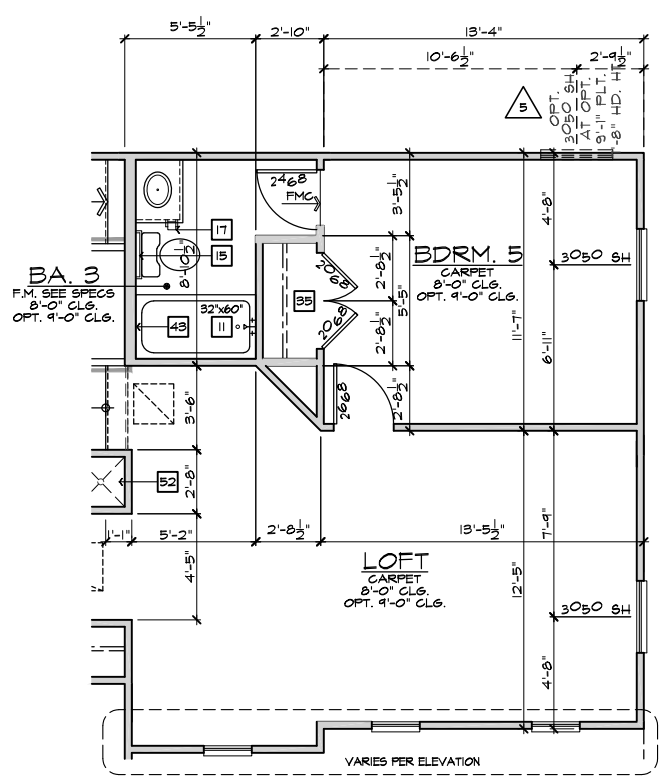 5'-5½"
2'-10"
13'-4"
10'-6½"
2'-9½"
5
OPT.
3050 SH
AT OPT.
9'-1" PLT.
2468
FMC
3'-5½"
4'-8"
17
15
8'-10½"
BDRM. 5
CARPET
8'-0" CLG.
OPT. 9'-0" CLG.
3050 SH
BA. 3
F.M. SEE SPECS
8'-0" CLG.
OPT. 9'-0" CLG.
2068
2'-8½"
35
32"x60"
43
11
2068
2'-8½"
5'-5"
11'-7"
6'-11"
3'-6"
2668
2'-8½"
52
2'-8"
1'-1"
5'-2"
2'-8½"
13'-5½"
7'-9"
4'-5"
LOFT
CARPET
8'-0" CLG.
OPT. 9'-0" CLG.
12'-5"
3050 SH
4'-8"
VARIES PER ELEVATION